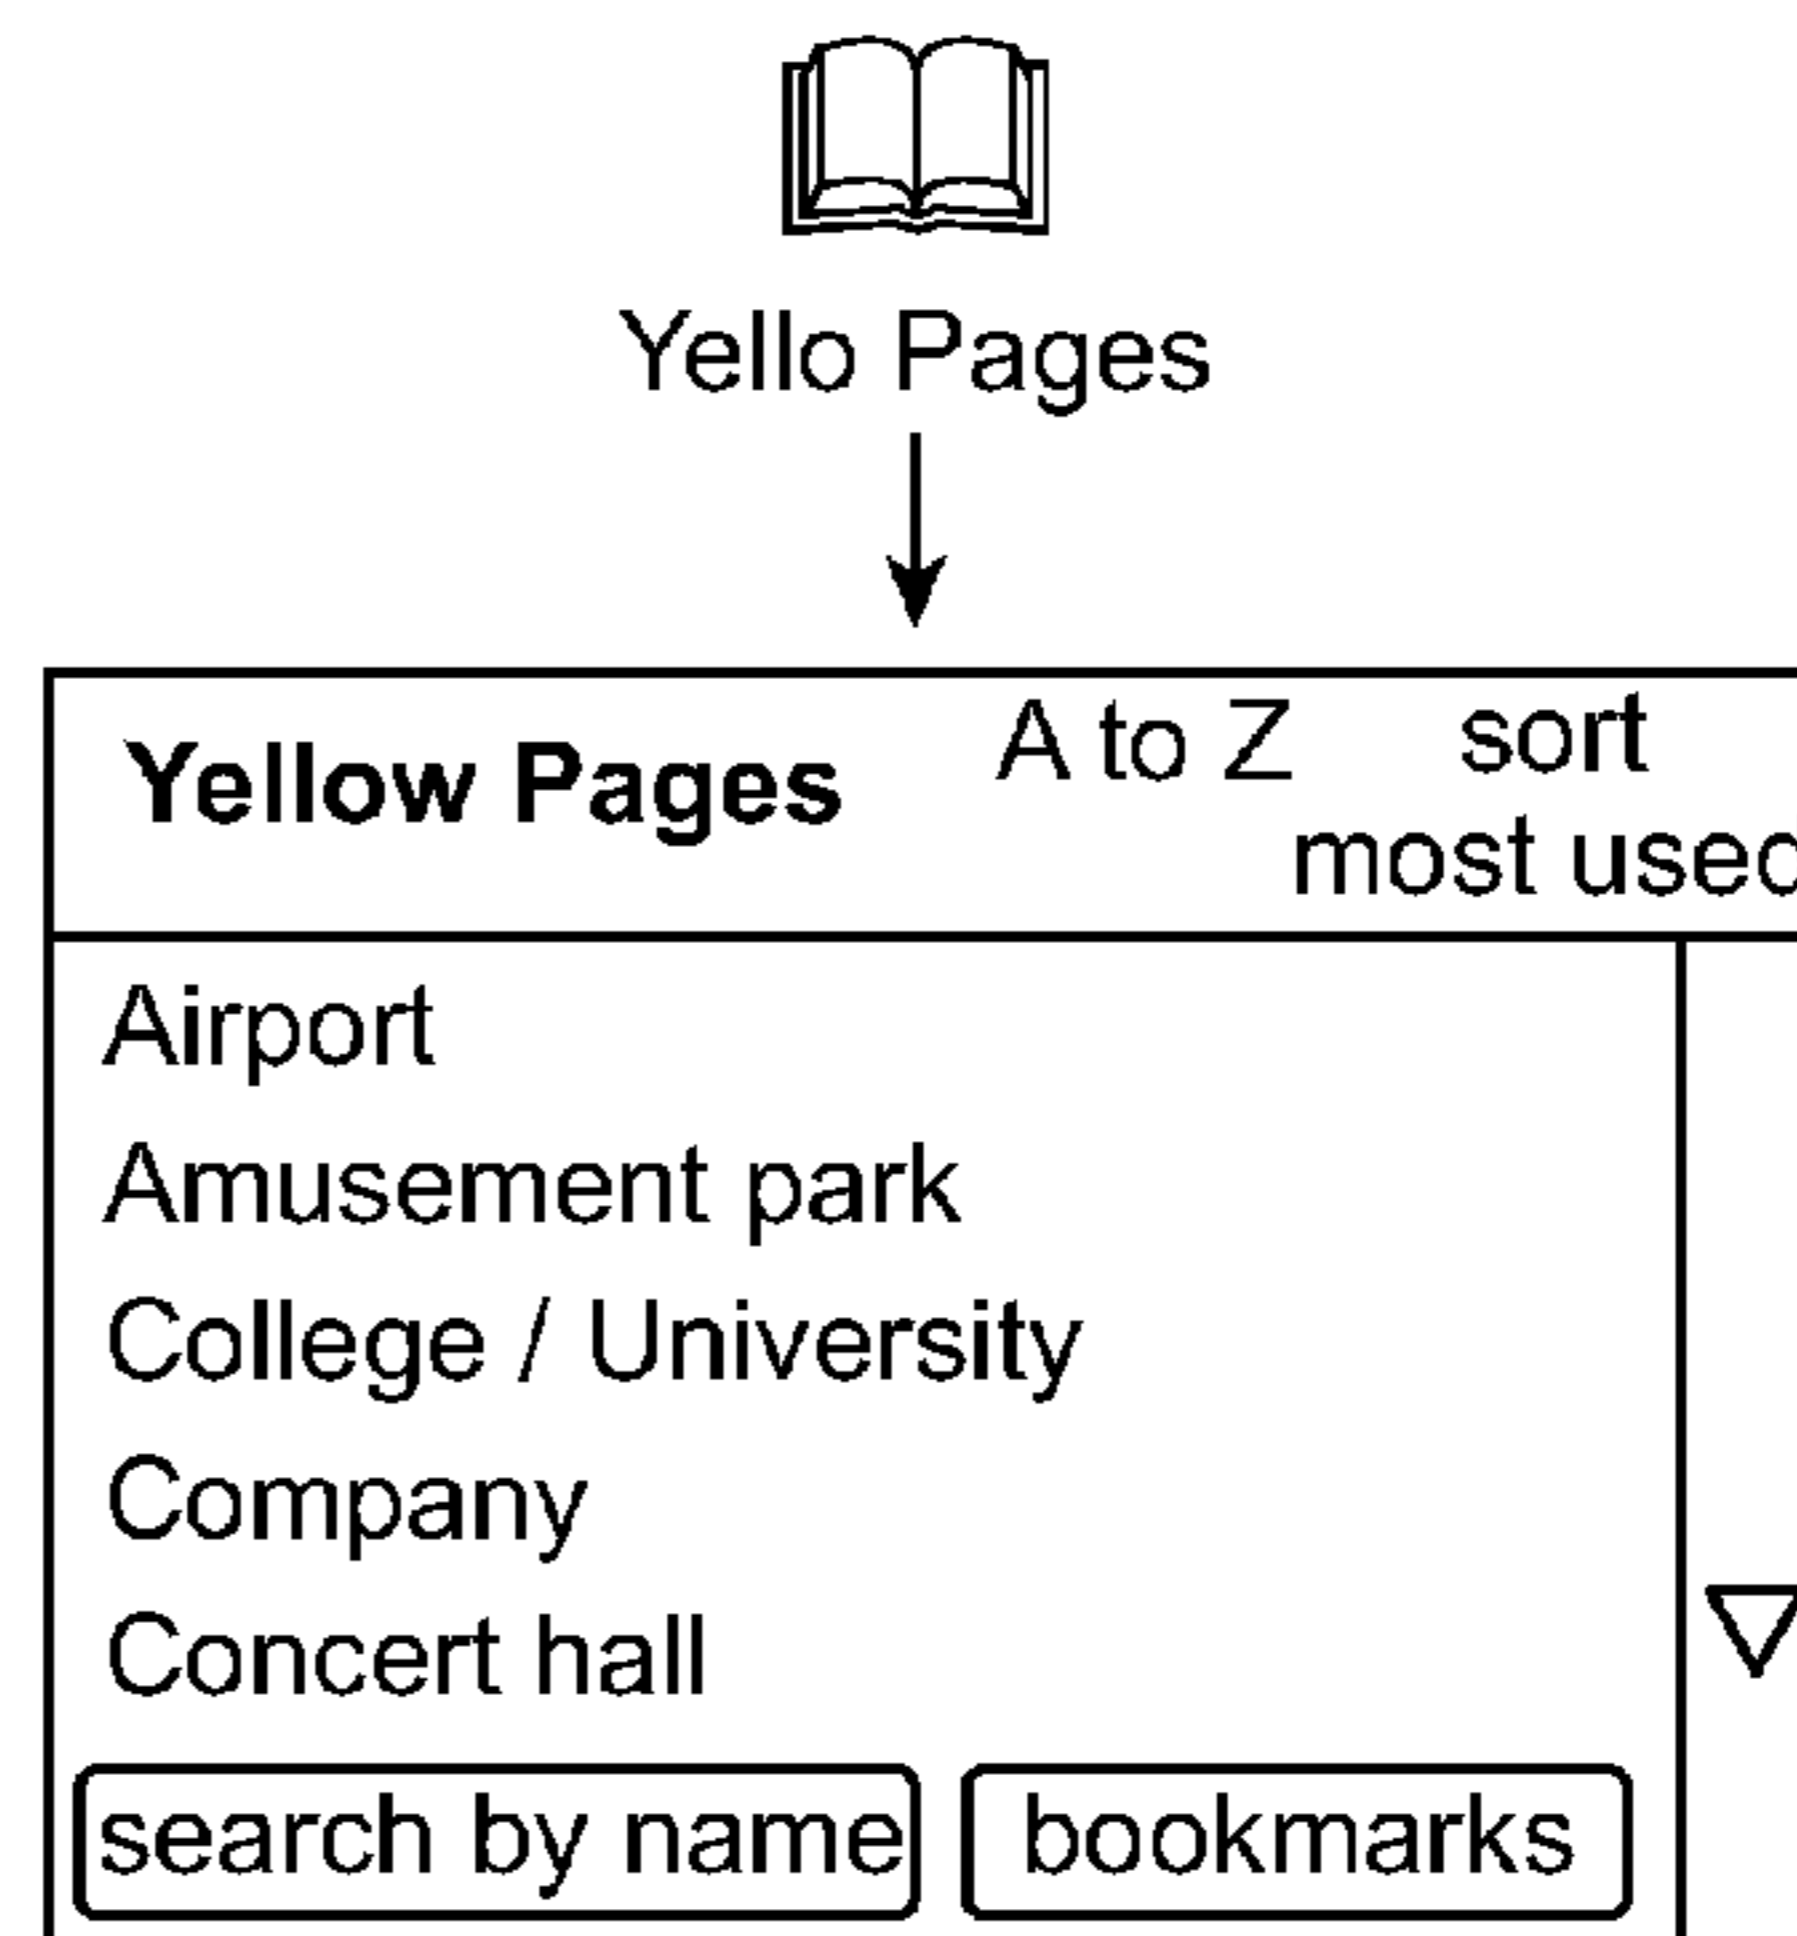 Yello Pages
Yellow Pages
A to Z sort
most used
Airport
Amusement park
College / University
Company
Concert hall
search by name
bookmarks